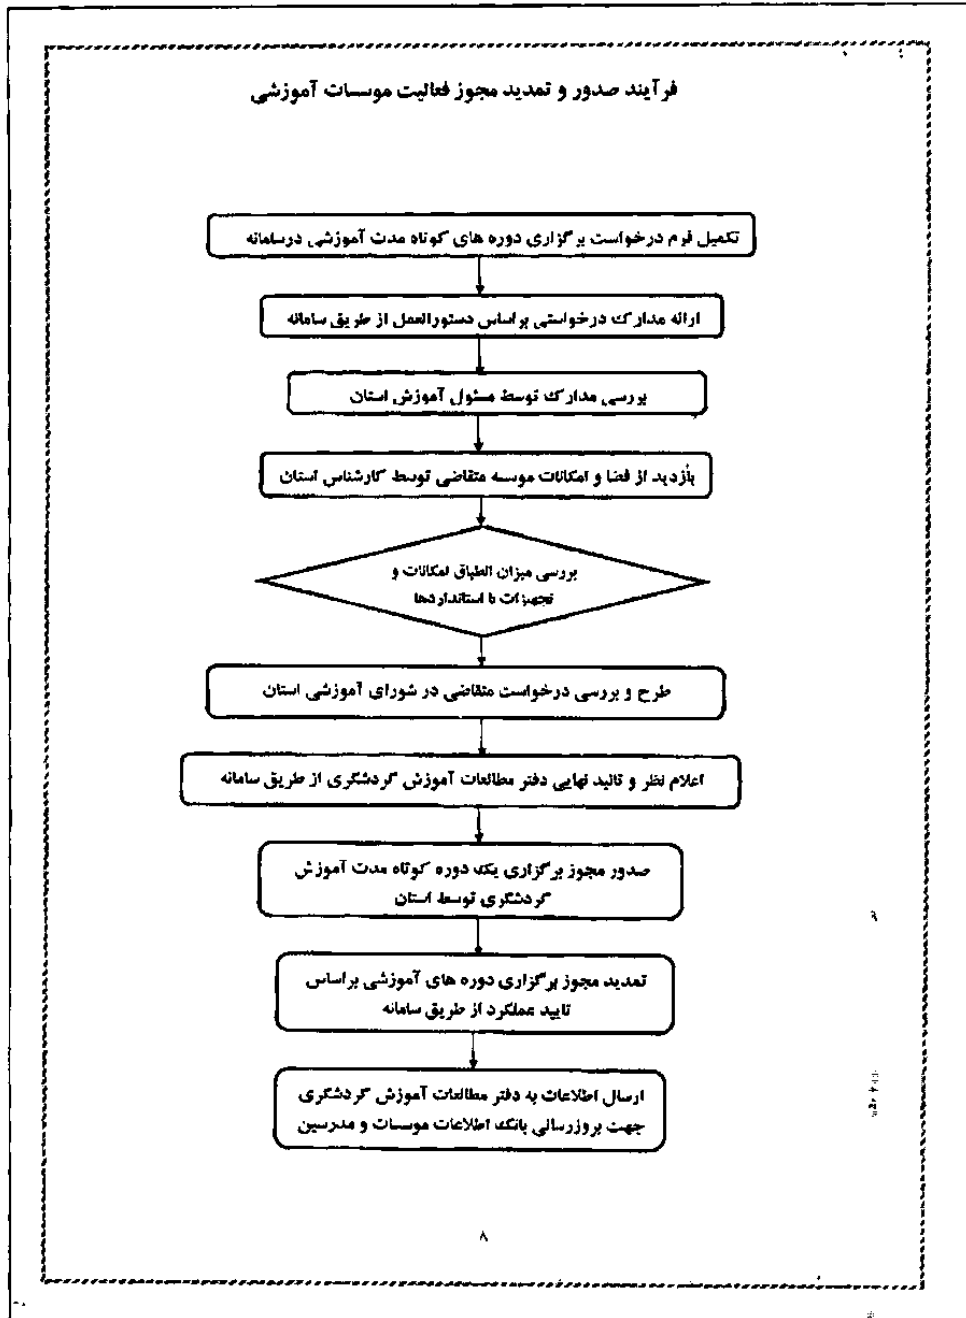 فرآیند صدور و تمدید مجوز فعالیت موسسات آموزشی
تکمیل فرم درخواست برگزاری دوره های کوتاه مدت آموزشی درسامانه
ارائه مدارک درخواستی براساس دستورالعمل از طریق سامانه
بررسی مدارک توسط مسئول آموزش استان
بازدید از فضا و امکانات موسسه متقاضی توسط کارشناس استان
بررسی میزان انطباق امکانات و
تجهیزات با استانداردها
طرح و بررسی درخواست متقاضی در شورای آموزشی استان
اعلام نظر و تائید نهایی دفتر مطالعات آموزش گردشگری از طریق سامانه
صدور مجوز برگزاری یک دوره کوتاه مدت آموزش
گردشگری توسط استان
تمدید مجوز برگزاری دوره های آموزشی براساس
تایید عملکرد از طریق سامانه
ارسال اطلاعات به دفتر مطالعات آموزش گردشگری
جهت بروزرسانی بانک اطلاعات موسسات و مدرسین
۸